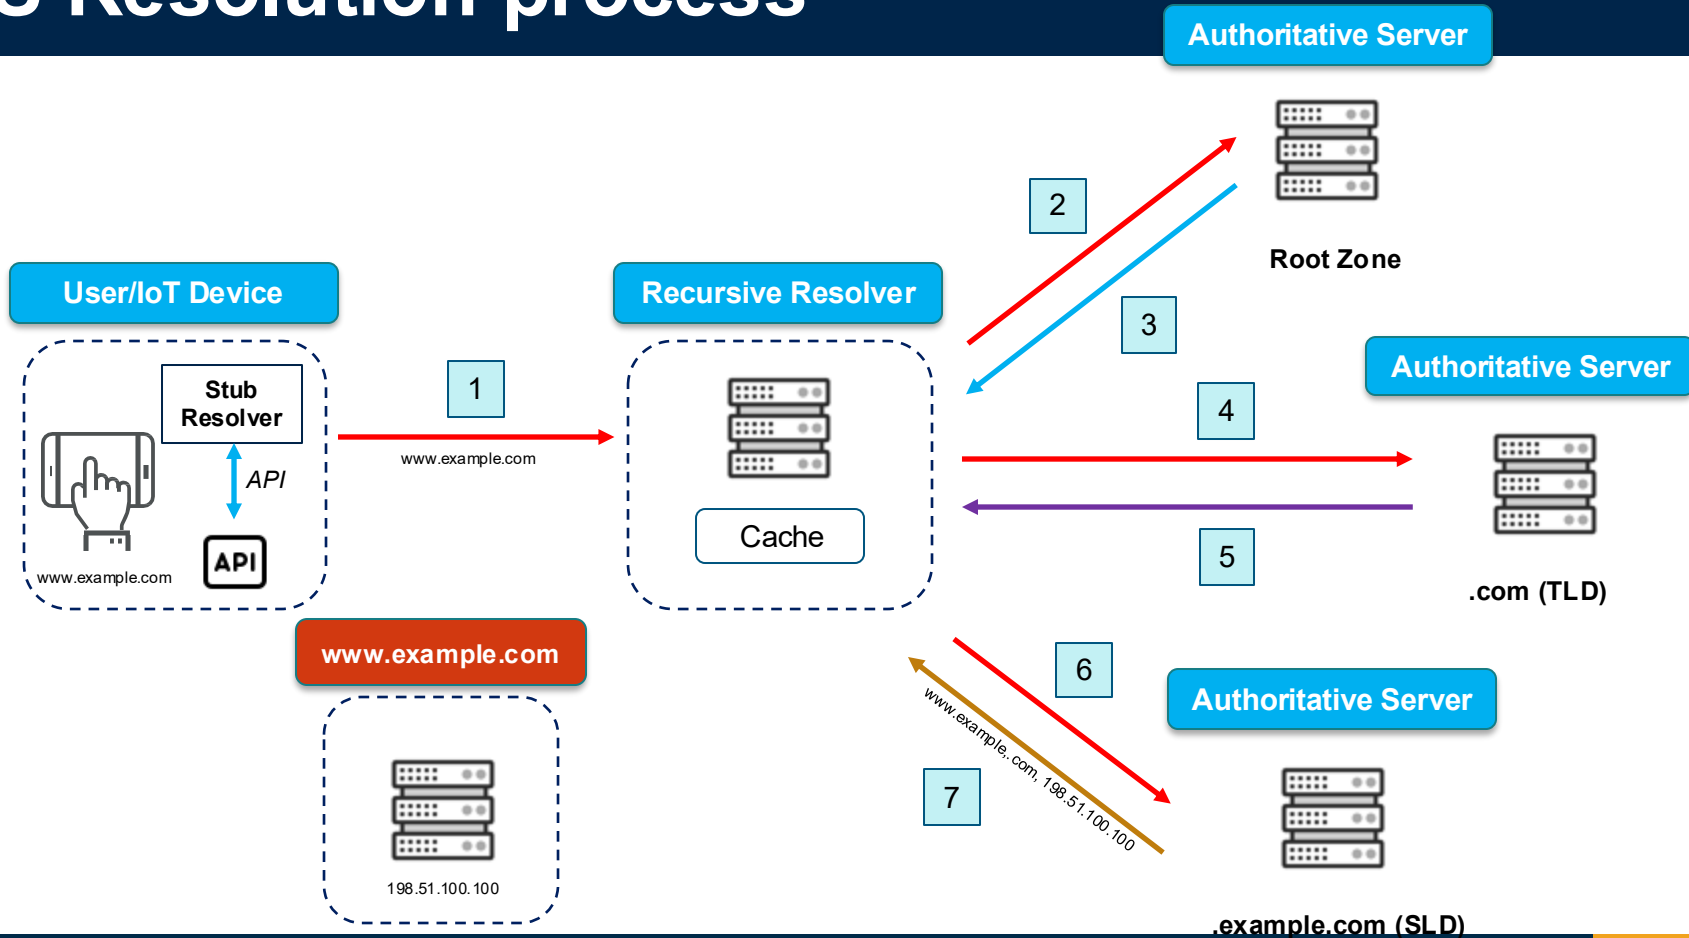 S Resolution process
Authoritative Server
Root Zone
2
3
User/IoT Device
Stub
Resolver
API
API
www.example.com
1
www.example.com
Recursive Resolver
Cache
4
5
Authoritative Server
.com (TLD)
www.example.com
198.51.100.100
6
7
www.example,.com, 198.51.100.100
Authoritative Server
.example.com (SLD)